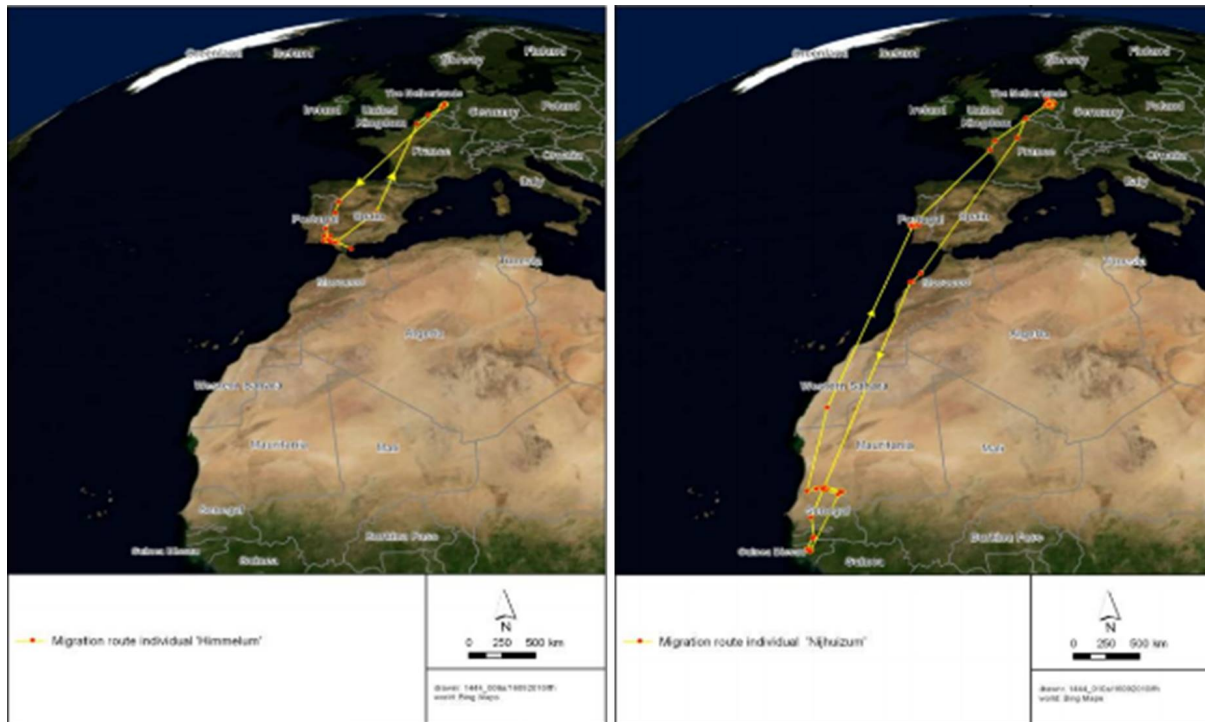 Greenland Iceland
Norway Finland
The Netherlands
Ireland United Kingdom Germany Poland
France Croatia
Italy
Portugal Spain
Tunisia
Morocco
Algeria
Western Sahara
Mauritania Mali
Senegal
Burkina Faso
Guinea Bissau
Guinea
Migration route individual 'Himmelum'
N
0 250 500 km
world: Bing Maps
Greenland Iceland
Norway Finland
The Netherlands
Ireland United Kingdom Germany Poland
France Croatia
Italy
Portugal Spain
Tunisia
Morocco
Algeria
Western Sahara
Mauritania Mali
Senegal
Burkina Faso
Guinea Bissau
Guinea
Migration route individual "Nijhuizum"
N
0 250 500 km
world: Bing Maps